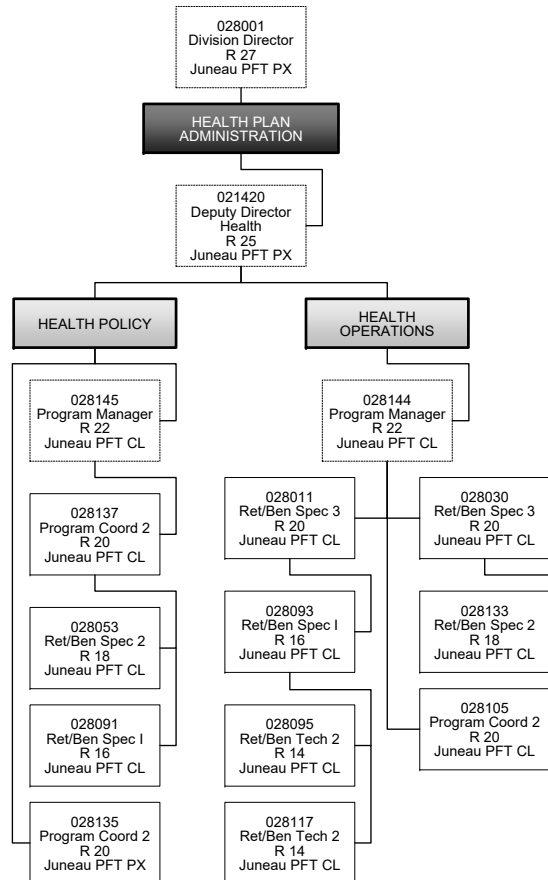 028001
Division Director
R 27
Juneau PFT PX
HEALTH PLAN
ADMINISTRATION
021420
Deputy Director
Health
R 25
Juneau PFT PX
HEALTH POLICY
HEALTH
OPERATIONS
028145
Program Manager
R 22
Juneau PFT CL
028144
Program Manager
R 22
Juneau PFT CL
028137
Program Coord 2
R 20
Juneau PFT CL
028011
Ret/Ben Spec 3
R 20
Juneau PFT CL
028030
Ret/Ben Spec 3
R 20
Juneau PFT CL
028053
Ret/Ben Spec 2
R 18
Juneau PFT CL
028093
Ret/Ben Spec I
R 16
Juneau PFT CL
028133
Ret/Ben Spec 2
R 18
Juneau PFT CL
028091
Ret/Ben Spec I
R 16
Juneau PFT CL
028095
Ret/Ben Tech 2
R 14
Juneau PFT CL
028105
Program Coord 2
R 20
Juneau PFT CL
028135
Program Coord 2
R 20
Juneau PFT PX
028117
Ret/Ben Tech 2
R 14
Juneau PFT CL